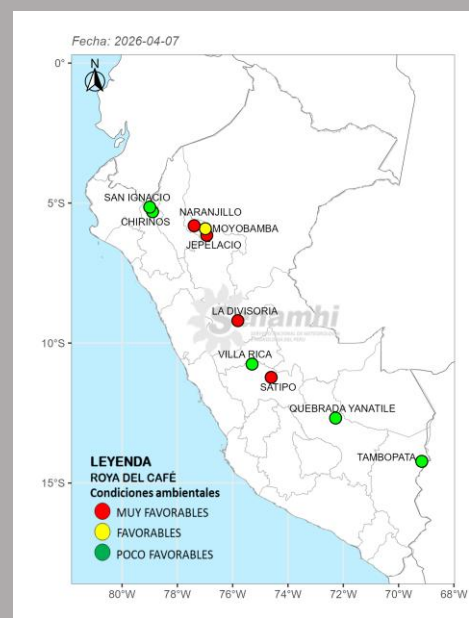 Fecha: 2026-04-07
N
0°
5°S
10°S
15°S
SAN IGNACIO
CHIRINOS
NARANJILLO
MOYOBAMBA
JEPELACIO
LA DIVISORIA
Senamhi
VILLA RICA
SATIPO
QUEBRADA YANATILE
TAMBOPATA
LEYENDA
ROYA DEL CAFÉ
Condiciones ambientales
MUY FAVORABLES
FAVORABLES
POCO FAVORABLES
80°W 78°W 76°W 74°W 72°W 70°W 68°W